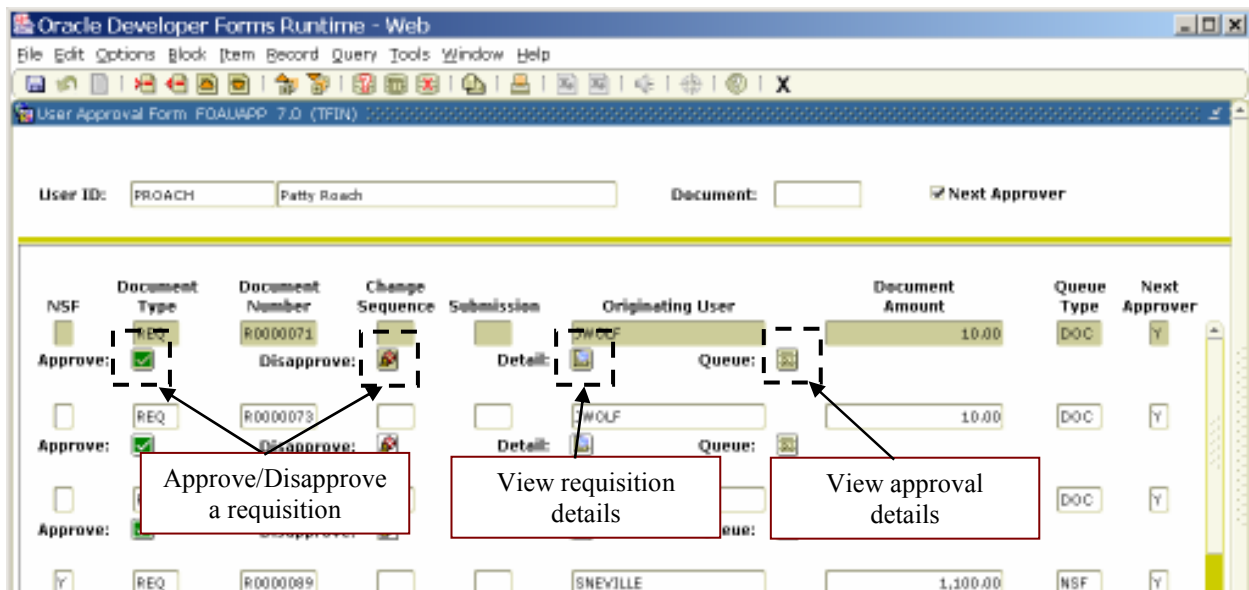 Oracle Developer Forms Runtime - Web
File Edit Options Block Item Record Query Tools Window Help
User Approval Form FOAUAPP 7.0 (TFIN)
User ID: PROACH Patty Roach Document: Next Approver
NSF Document Type Document Number Change Sequence Submission Originating User Document Amount Queue Type Next Approver
REQ R0000071 JWOLF 10.00 DOC Y
Approve: Disapprove: Detail: Queue:
REQ R0000073 JWOLF 10.00 DOC Y
Approve: Disapprove: Detail: Queue:
Approve/Disapprove
a requisition
View requisition
details
View approval
details
DOC Y
Approve:
Y REQ R0000089 SNEVILLE 1,100.00 NSF Y